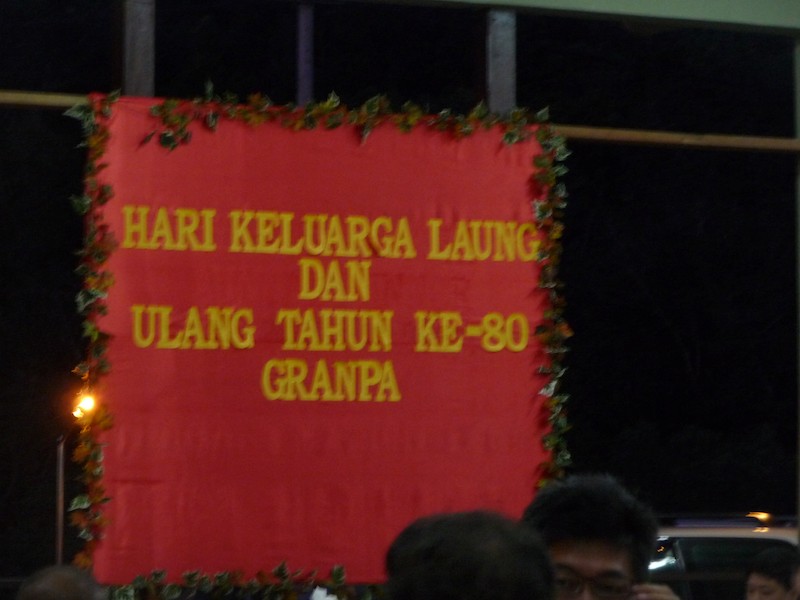 HARI KELUARGA LAUNG
DAN
ULANG TAHUN KE-80
GRANPA